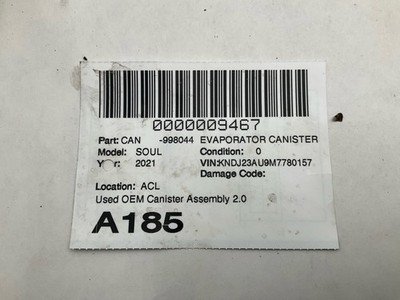 0000009467
Part: CAN -998044 EVAPORATOR CANISTER
Model: SOUL Condition: 0
Year: 2021 VIN:KNDJ23AU9M7780157
Damage Code:
Location: ACL
Used OEM Canister Assembly 2.0
A185